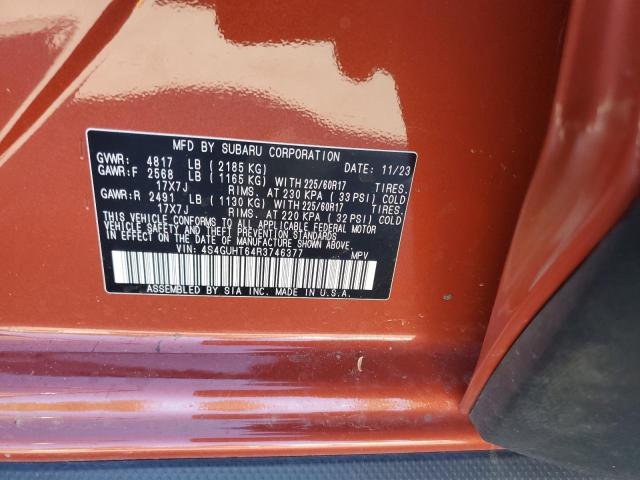 MFD BY SUBARU CORPORATION
GVWR: 4817 LB ( 2185 KG) DATE: 11/23
GAWR:F 2568 LB ( 1165 KG) WITH 225/60R17 TIRES.
17X7J RIMS. AT 230 KPA ( 33 PSI) COLD
GAWR:R 2491 LB ( 1130 KG) WITH 225/60R17 TIRES.
17X7J RIMS. AT 220 KPA ( 32 PSI) COLD
THIS VEHICLE CONFORMS TO ALL APPLICABLE U.S. FEDERAL MOTOR
VEHICLE SAFETY AND THEFT PREVENTION STANDARDS
IN EFFECT ON THE DATE OF MANUFACTURE SHOWN ABOVE.
VIN: 4S4GUHT64R3746377 MPV
ASSEMBLED BY SIA INC. MADE IN U.S.A.